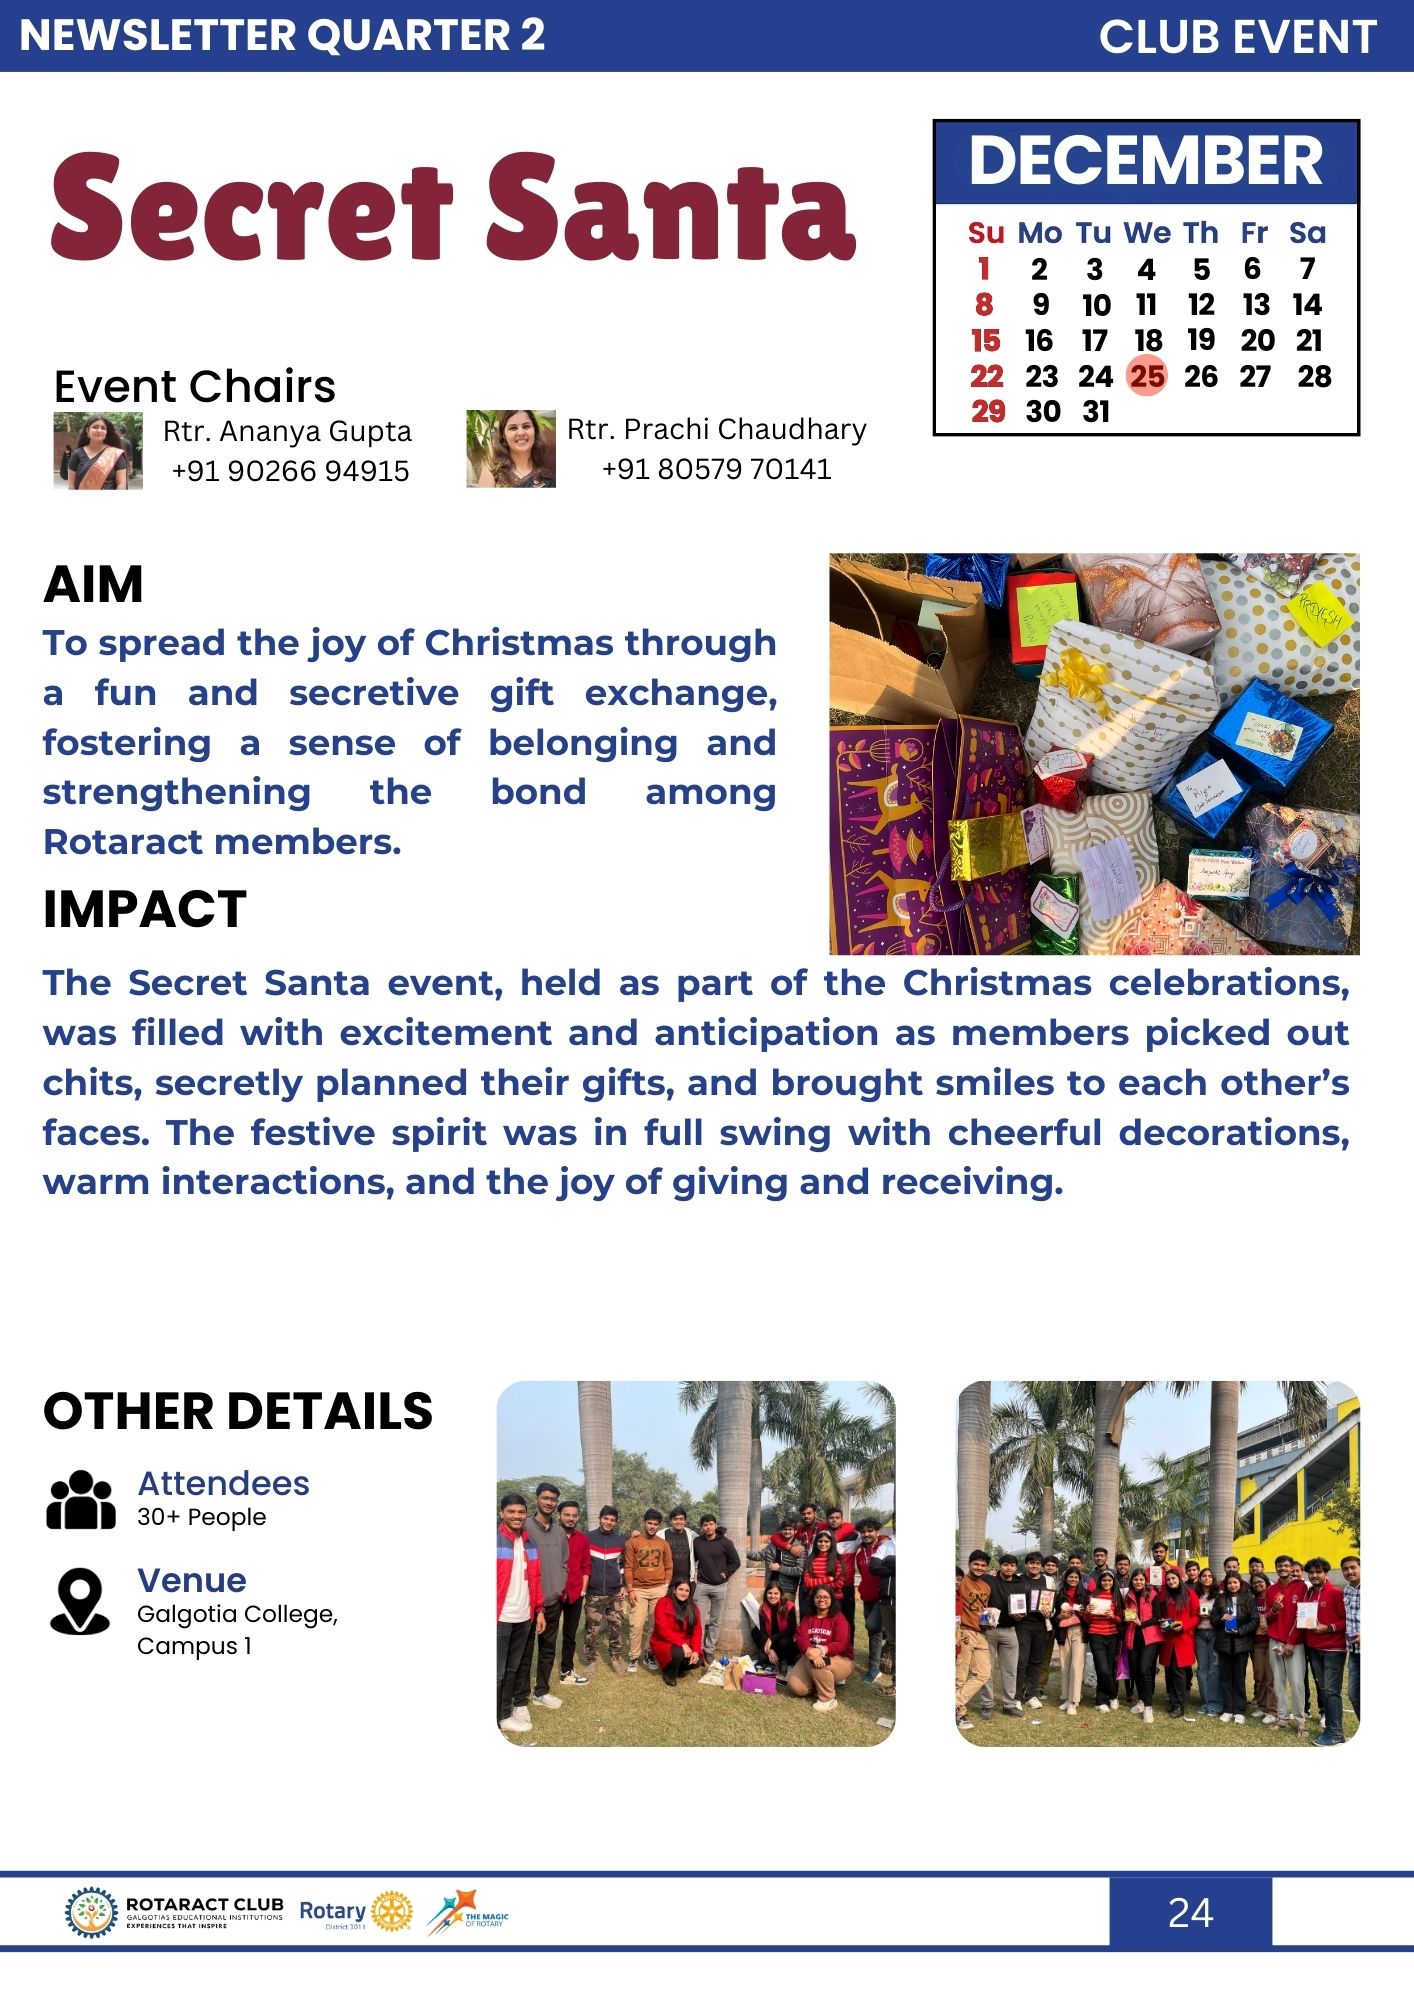 NEWSLETTER QUARTER 2
CLUB EVENT
Secret Santa
DECEMBER
Su Mo Tu We Th Fr Sa
1 2 3 4 5 6 7
8 9 10 11 12 13 14
15 16 17 18 19 20 21
22 23 24 25 26 27 28
29 30 31
Event Chairs
Rtr. Ananya Gupta
+91 90266 94915
Rtr. Prachi Chaudhary
+91 80579 70141
AIM
To spread the joy of Christmas through
a fun and secretive gift exchange,
fostering a sense of belonging and
strengthening the bond among
Rotaract members.
PRIYESH
To
Riya
IMPACT
The Secret Santa event, held as part of the Christmas celebrations,
was filled with excitement and anticipation as members picked out
chits, secretly planned their gifts, and brought smiles to each other’s
faces. The festive spirit was in full swing with cheerful decorations,
warm interactions, and the joy of giving and receiving.
OTHER DETAILS
Attendees
30+ People
Venue
Galgotia College,
Campus 1
23
ROTARACT CLUB
GALGOTIAS EDUCATIONAL INSTITUTIONS
EXPERIENCES THAT INSPIRE
Rotary
District 3011
THE MAGIC
OF ROTARY
24